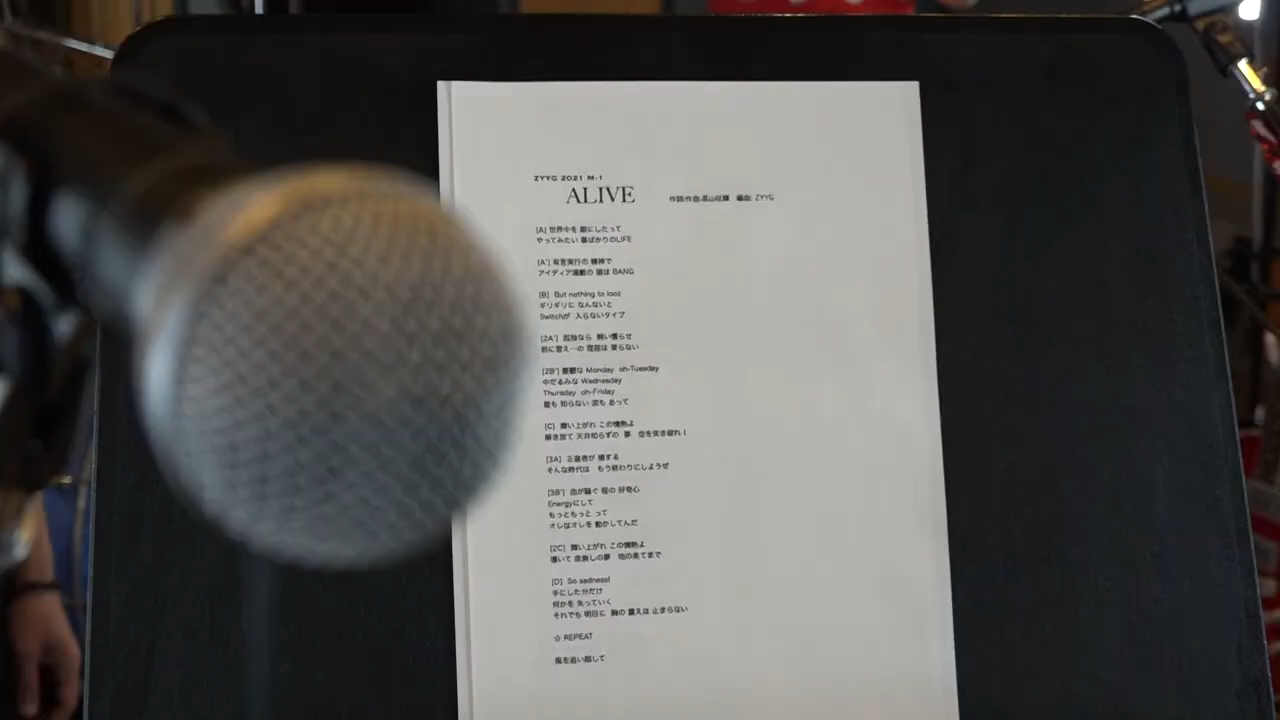 ZYYG 2021 M-1
ALIVE 作詞/作曲:高山征輝 編曲: ZYYG
[A] 世界中を 敵にしたって
やってみたい 事ばかりのLIFE
(A') 有言実行の 精神で
アイディア満載の 頭は BANG
[B] But nothing to looz
ギリギリに なんないと
Switchが 入らないタイプ
[2A'] 孤独なら 飼い慣らせ
前に習え…の 理屈は 要らない
[2B'] 憂鬱な Monday oh-Tuesday
中だるみな Wednesday
Thursday oh-Friday
誰も 知らない 涙も あって
[C] 舞い上がれ この情熱よ
解き放て 天井知らずの 夢 空を突き破れ!
[3A] 正直者が 損する
そんな時代は もう終わりにしようぜ
[3B'] 血が騒ぐ 程の 好奇心
Energyにして
もっともっと って
オレはオレを 動かしてんだ
[2C] 舞い上がれ この情熱よ
導いて 底無しの夢 地の果てまで
[D] So sadness!
手にした分だけ
何かを 失っていく
それでも 明日に 胸の 震えは 止まらない
☆ REPEAT
風を追い越して